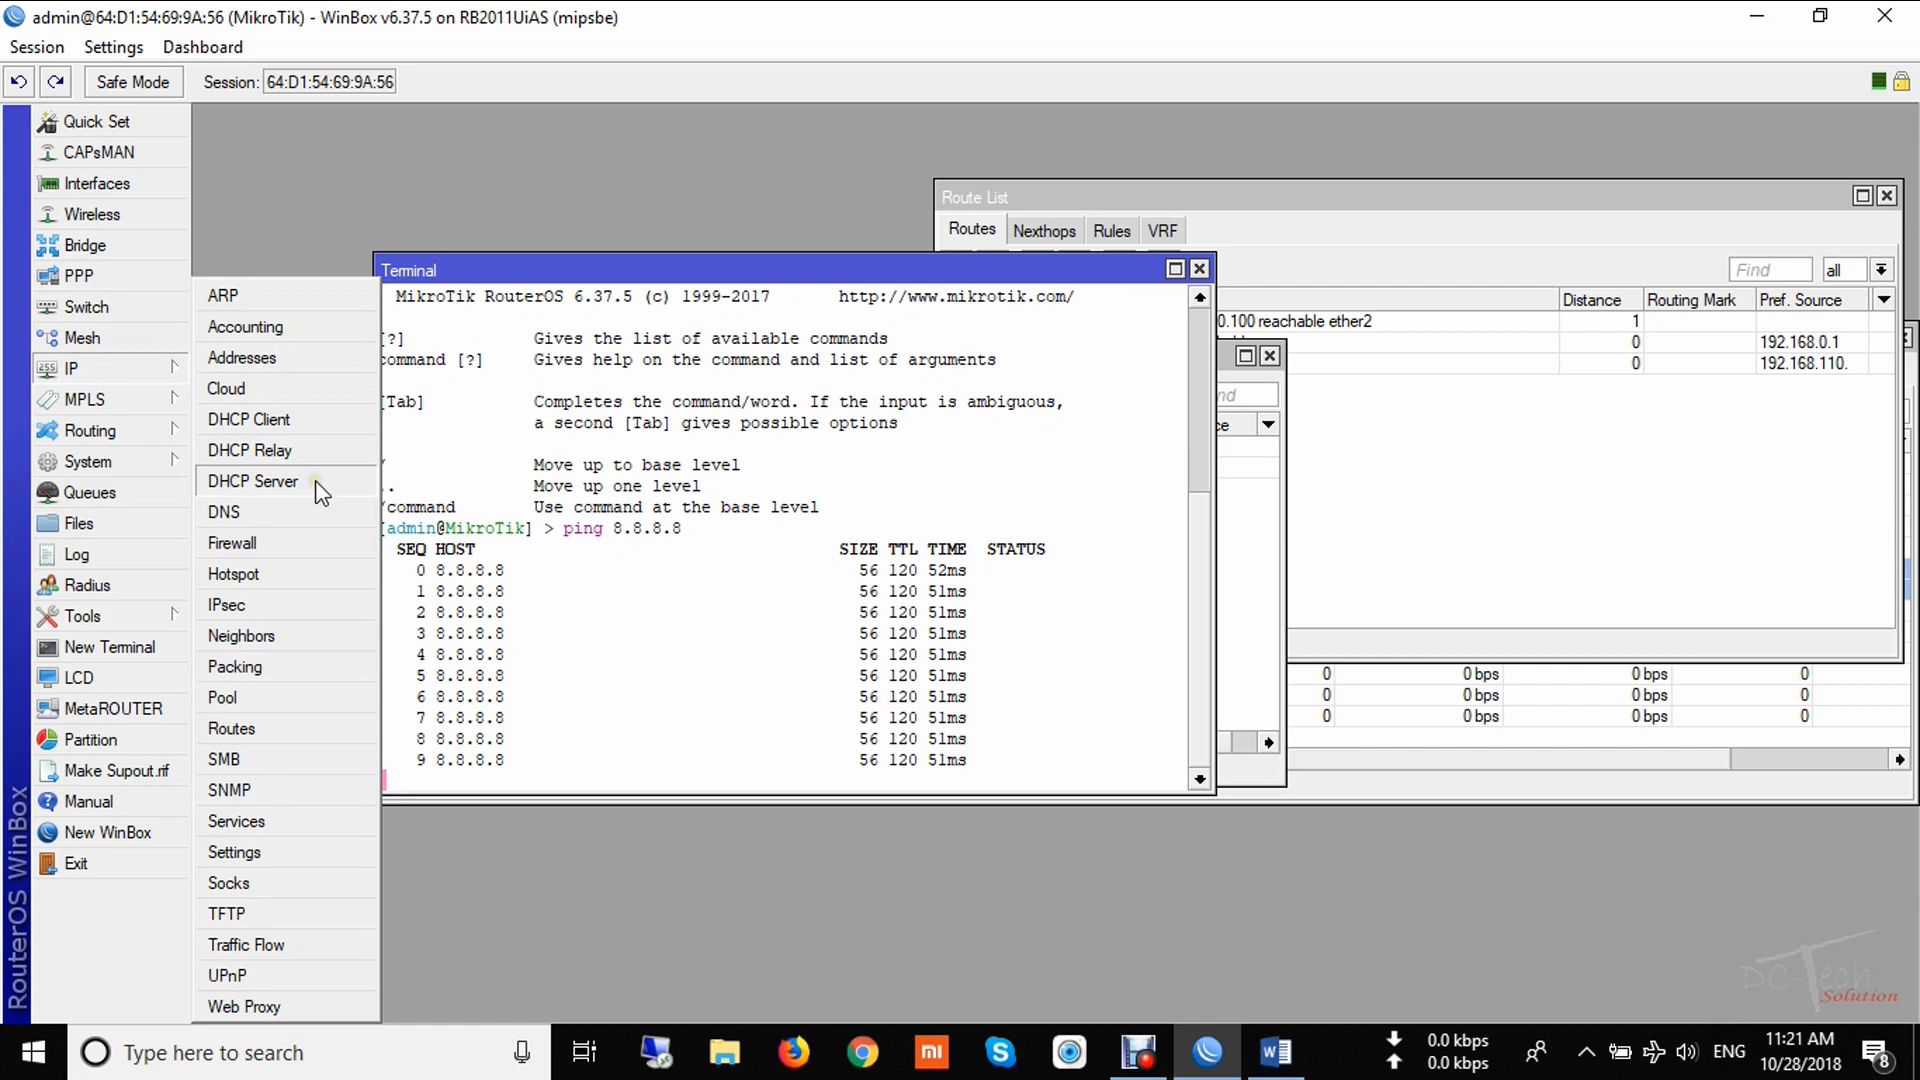 admin@64:D1:54:69:9A:56 (MikroTik) - WinBox v6.37.5 on RB2011UiAS (mipsbe)
Session Settings Dashboard
Safe Mode Session: 64:D1:54:69:9A:56
Quick Set
CAPsMAN
Interfaces
Wireless
Bridge
PPP
Switch
Mesh
IP
MPLS
Routing
System
Queues
Files
Log
Radius
Tools
New Terminal
LCD
MetaROUTER
Partition
Make Supout.rif
Manual
New WinBox
Exit
RouterOS WinBox
ARP
Accounting
Addresses
Cloud
DHCP Client
DHCP Relay
DHCP Server
DNS
Firewall
Hotspot
IPsec
Neighbors
Packing
Pool
Routes
SMB
SNMP
Services
Settings
Socks
TFTP
Traffic Flow
UPnP
Web Proxy
Terminal
MikroTik RouterOS 6.37.5 (c) 1999-2017 http://www.mikrotik.com/
[?] Gives the list of available commands
command [?] Gives help on the command and list of arguments
[Tab] Completes the command/word. If the input is ambiguous,
a second [Tab] gives possible options
/ Move up to base level
.. Move up one level
/command Use command at the base level
[admin@MikroTik] > ping 8.8.8.8
SEQ HOST SIZE TTL TIME STATUS
0 8.8.8.8 56 120 52ms
1 8.8.8.8 56 120 51ms
2 8.8.8.8 56 120 51ms
3 8.8.8.8 56 120 51ms
4 8.8.8.8 56 120 51ms
5 8.8.8.8 56 120 51ms
6 8.8.8.8 56 120 51ms
7 8.8.8.8 56 120 51ms
8 8.8.8.8 56 120 51ms
9 8.8.8.8 56 120 51ms
Route List
Routes Nexthops Rules VRF
Find all
Distance Routing Mark Pref. Source
0.100 reachable ether2 1
0 192.168.0.1
0 192.168.110.
nd
ce
0 0 bps 0 bps 0
0 0 bps 0 bps 0
0 0 bps 0 bps 0
DC-Tech
Solution
Type here to search
0.0 kbps
0.0 kbps
ENG
11:21 AM
10/28/2018
8